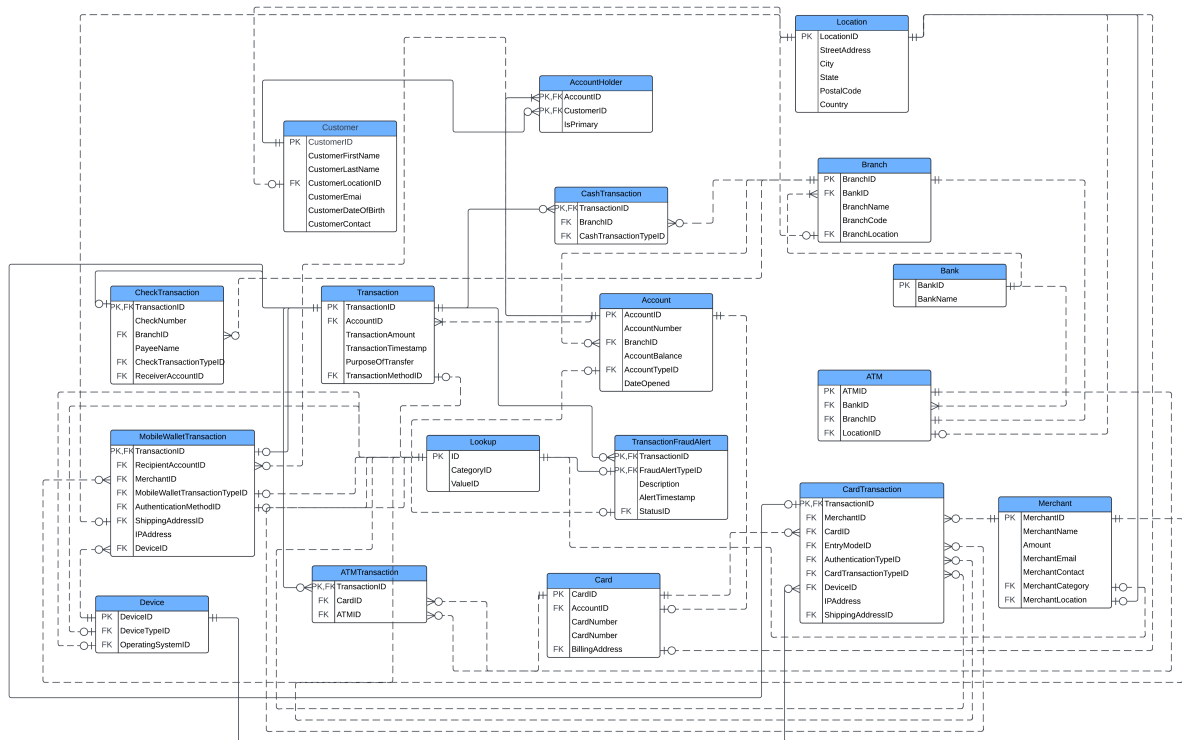 Location
PK LocationID
StreetAddress
City
State
PostalCode
Country
AccountHolder
PK,FK AccountID
PK,FK CustomerID
IsPrimary
Customer
PK CustomerID
CustomerFirstName
CustomerLastName
FK CustomerLocationID
CustomerEmai
CustomerDateOfBirth
CustomerContact
Branch
PK BranchID
FK BankID
BranchName
BranchCode
FK BranchLocation
CashTransaction
PK,FK TransactionID
FK BranchID
FK CashTransactionTypeID
Bank
PK BankID
BankName
CheckTransaction
PK,FK TransactionID
CheckNumber
FK BranchID
PayeeName
FK CheckTransactionTypeID
FK ReceiverAccountID
Transaction
PK TransactionID
FK AccountID
TransactionAmount
TransactionTimestamp
PurposeOfTransfer
FK TransactionMethodID
Account
PK AccountID
AccountNumber
FK BranchID
AccountBalance
FK AccountTypeID
DateOpened
ATM
PK ATMID
FK BankID
FK BranchID
FK LocationID
MobileWalletTransaction
PK,FK TransactionID
FK RecipientAccountID
FK MerchantID
FK MobileWalletTransactionTypeID
FK AuthenticationMethodID
FK ShippingAddressID
IPAddress
FK DeviceID
Lookup
PK ID
CategoryID
ValueID
TransactionFraudAlert
PK,FK TransactionID
PK,FK FraudAlertTypeID
Description
AlertTimestamp
FK StatusID
CardTransaction
PK,FK TransactionID
FK MerchantID
FK CardID
FK EntryModeID
FK AuthenticationTypeID
FK CardTransactionTypeID
FK DeviceID
IPAddress
FK ShippingAddressID
Merchant
PK MerchantID
MerchantName
Amount
MerchantEmail
MerchantContact
FK MerchantCategory
FK MerchantLocation
ATMTransaction
PK,FK TransactionID
FK CardID
FK ATMID
Card
PK CardID
FK AccountID
CardNumber
CardNumber
FK BillingAddress
Device
PK DeviceID
FK DeviceTypeID
FK OperatingSystemID